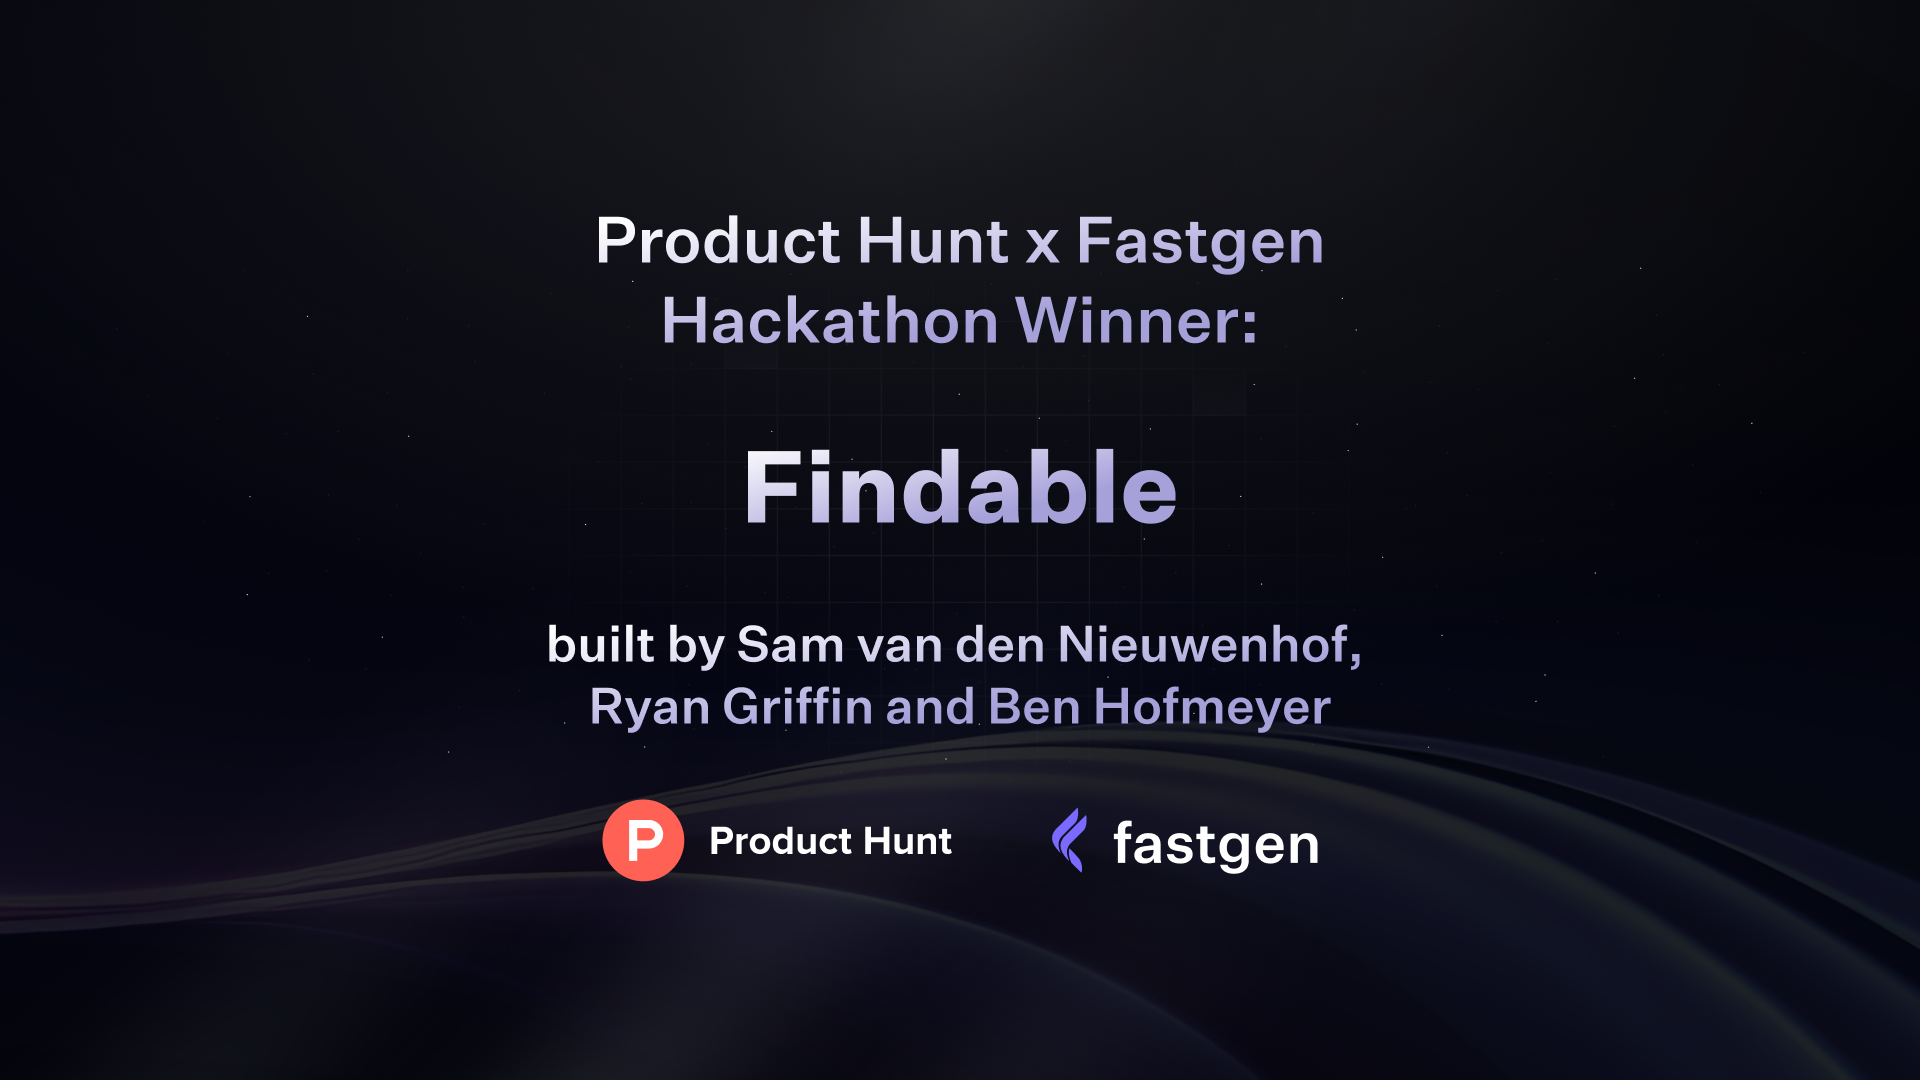 Product Hunt x Fastgen
Hackathon Winner:
Findable
built by Sam van den Nieuwenhof,
Ryan Griffin and Ben Hofmeyer
P Product Hunt
fastgen